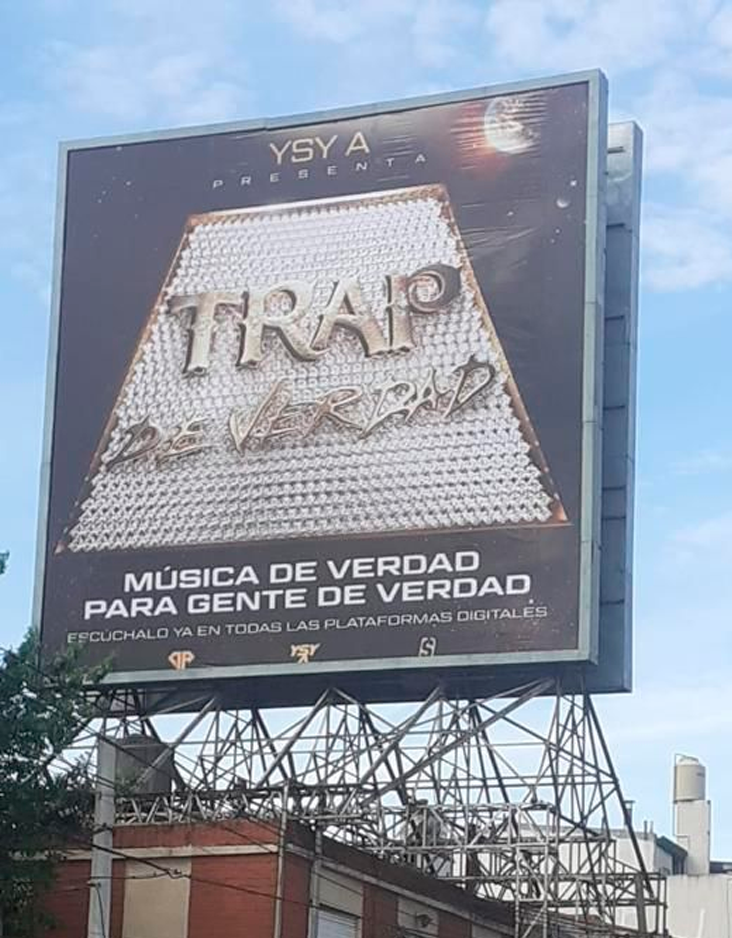 YSY A
PRESENTA
TRAP
DE VERDAD
MÚSICA DE VERDAD
PARA GENTE DE VERDAD
ESCÚCHALO YA EN TODAS LAS PLATAFORMAS DIGITALES
YSY A